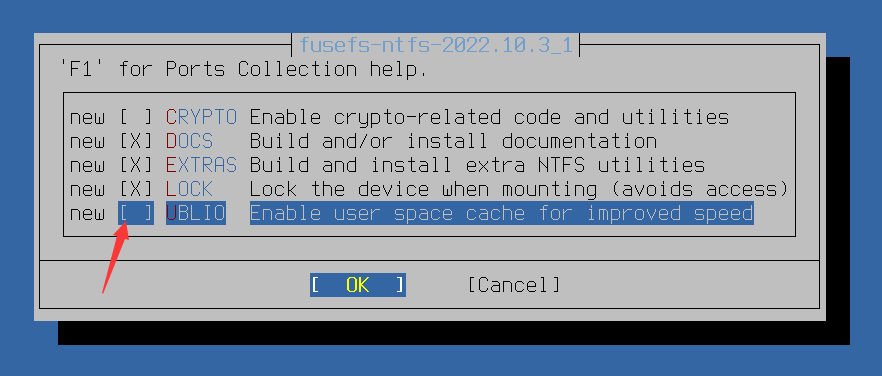 fusefs-ntfs-2022.10.3_1
'F1' for Ports Collection help.
new [ ] CRYPTO Enable crypto-related code and utilities
new [X] DOCS Build and/or install documentation
new [X] EXTRAS Build and install extra NTFS utilities
new [X] LOCK Lock the device when mounting (avoids access)
new [ ] UBLIO Enable user space cache for improved speed
[ OK ] [Cancel]